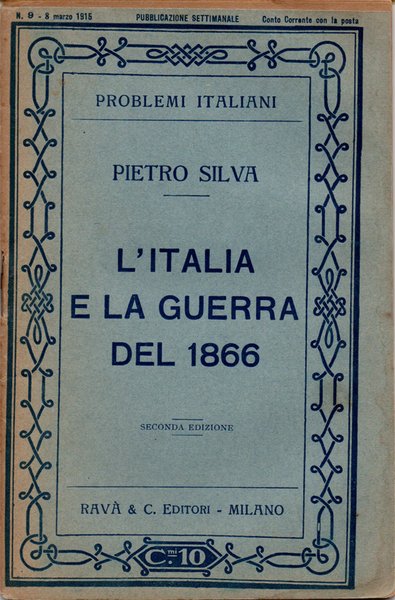 N. 9 - 8 marzo 1915 PUBBLICAZIONE SETTIMANALE Conto Corrente con la posta
PROBLEMI ITALIANI
PIETRO SILVA
L'ITALIA
E LA GUERRA
DEL 1866
SECONDA EDIZIONE
RAVÀ & C. EDITORI - MILANO
C.mi 10